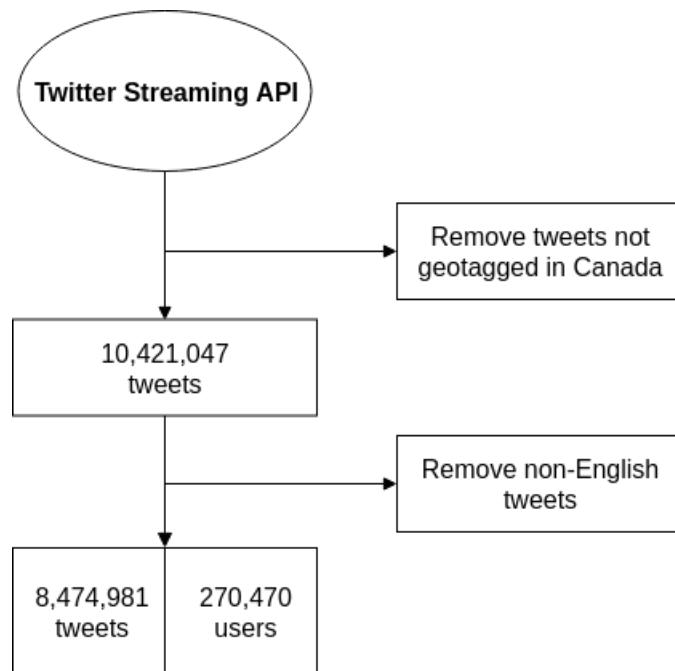 Twitter Streaming API
Remove tweets not
geotagged in Canada
10,421,047
tweets
Remove non-English
tweets
8,474,981
tweets
270,470
users